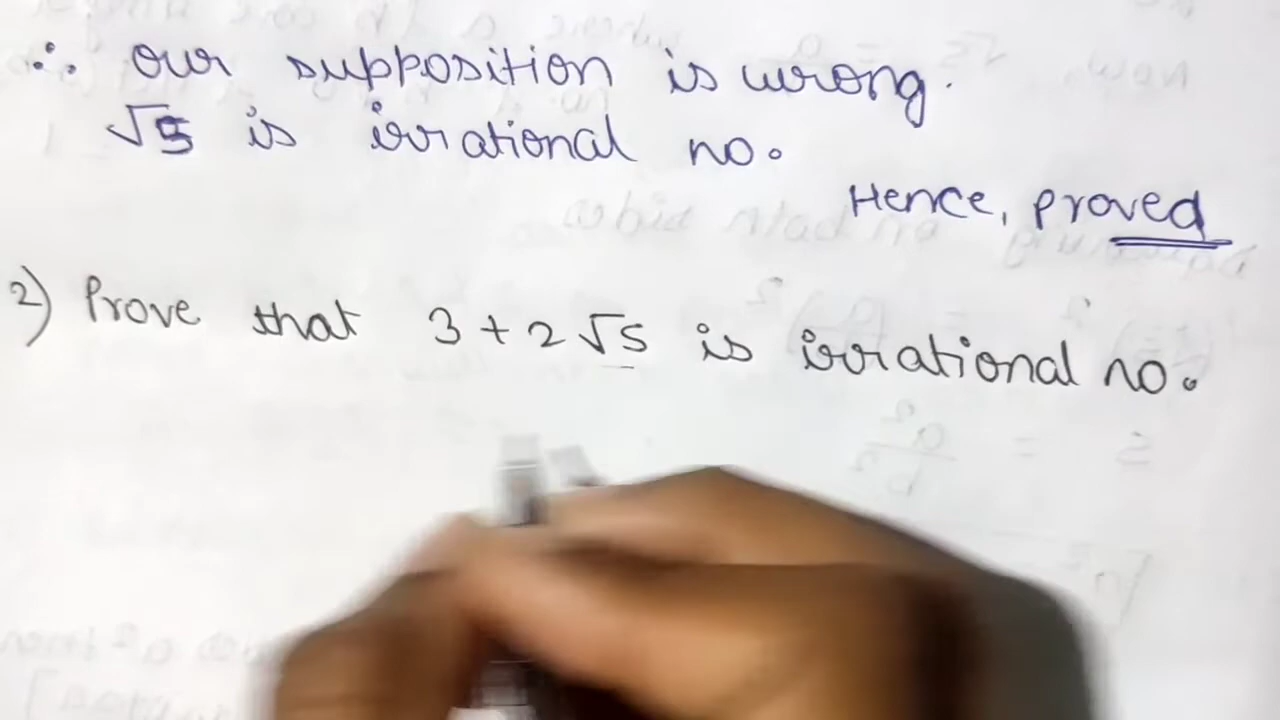 ∴ our supposition is wrong.
√5 is irrational no.
Hence, proved
2) Prove that 3 + 2√5 is irrational no.